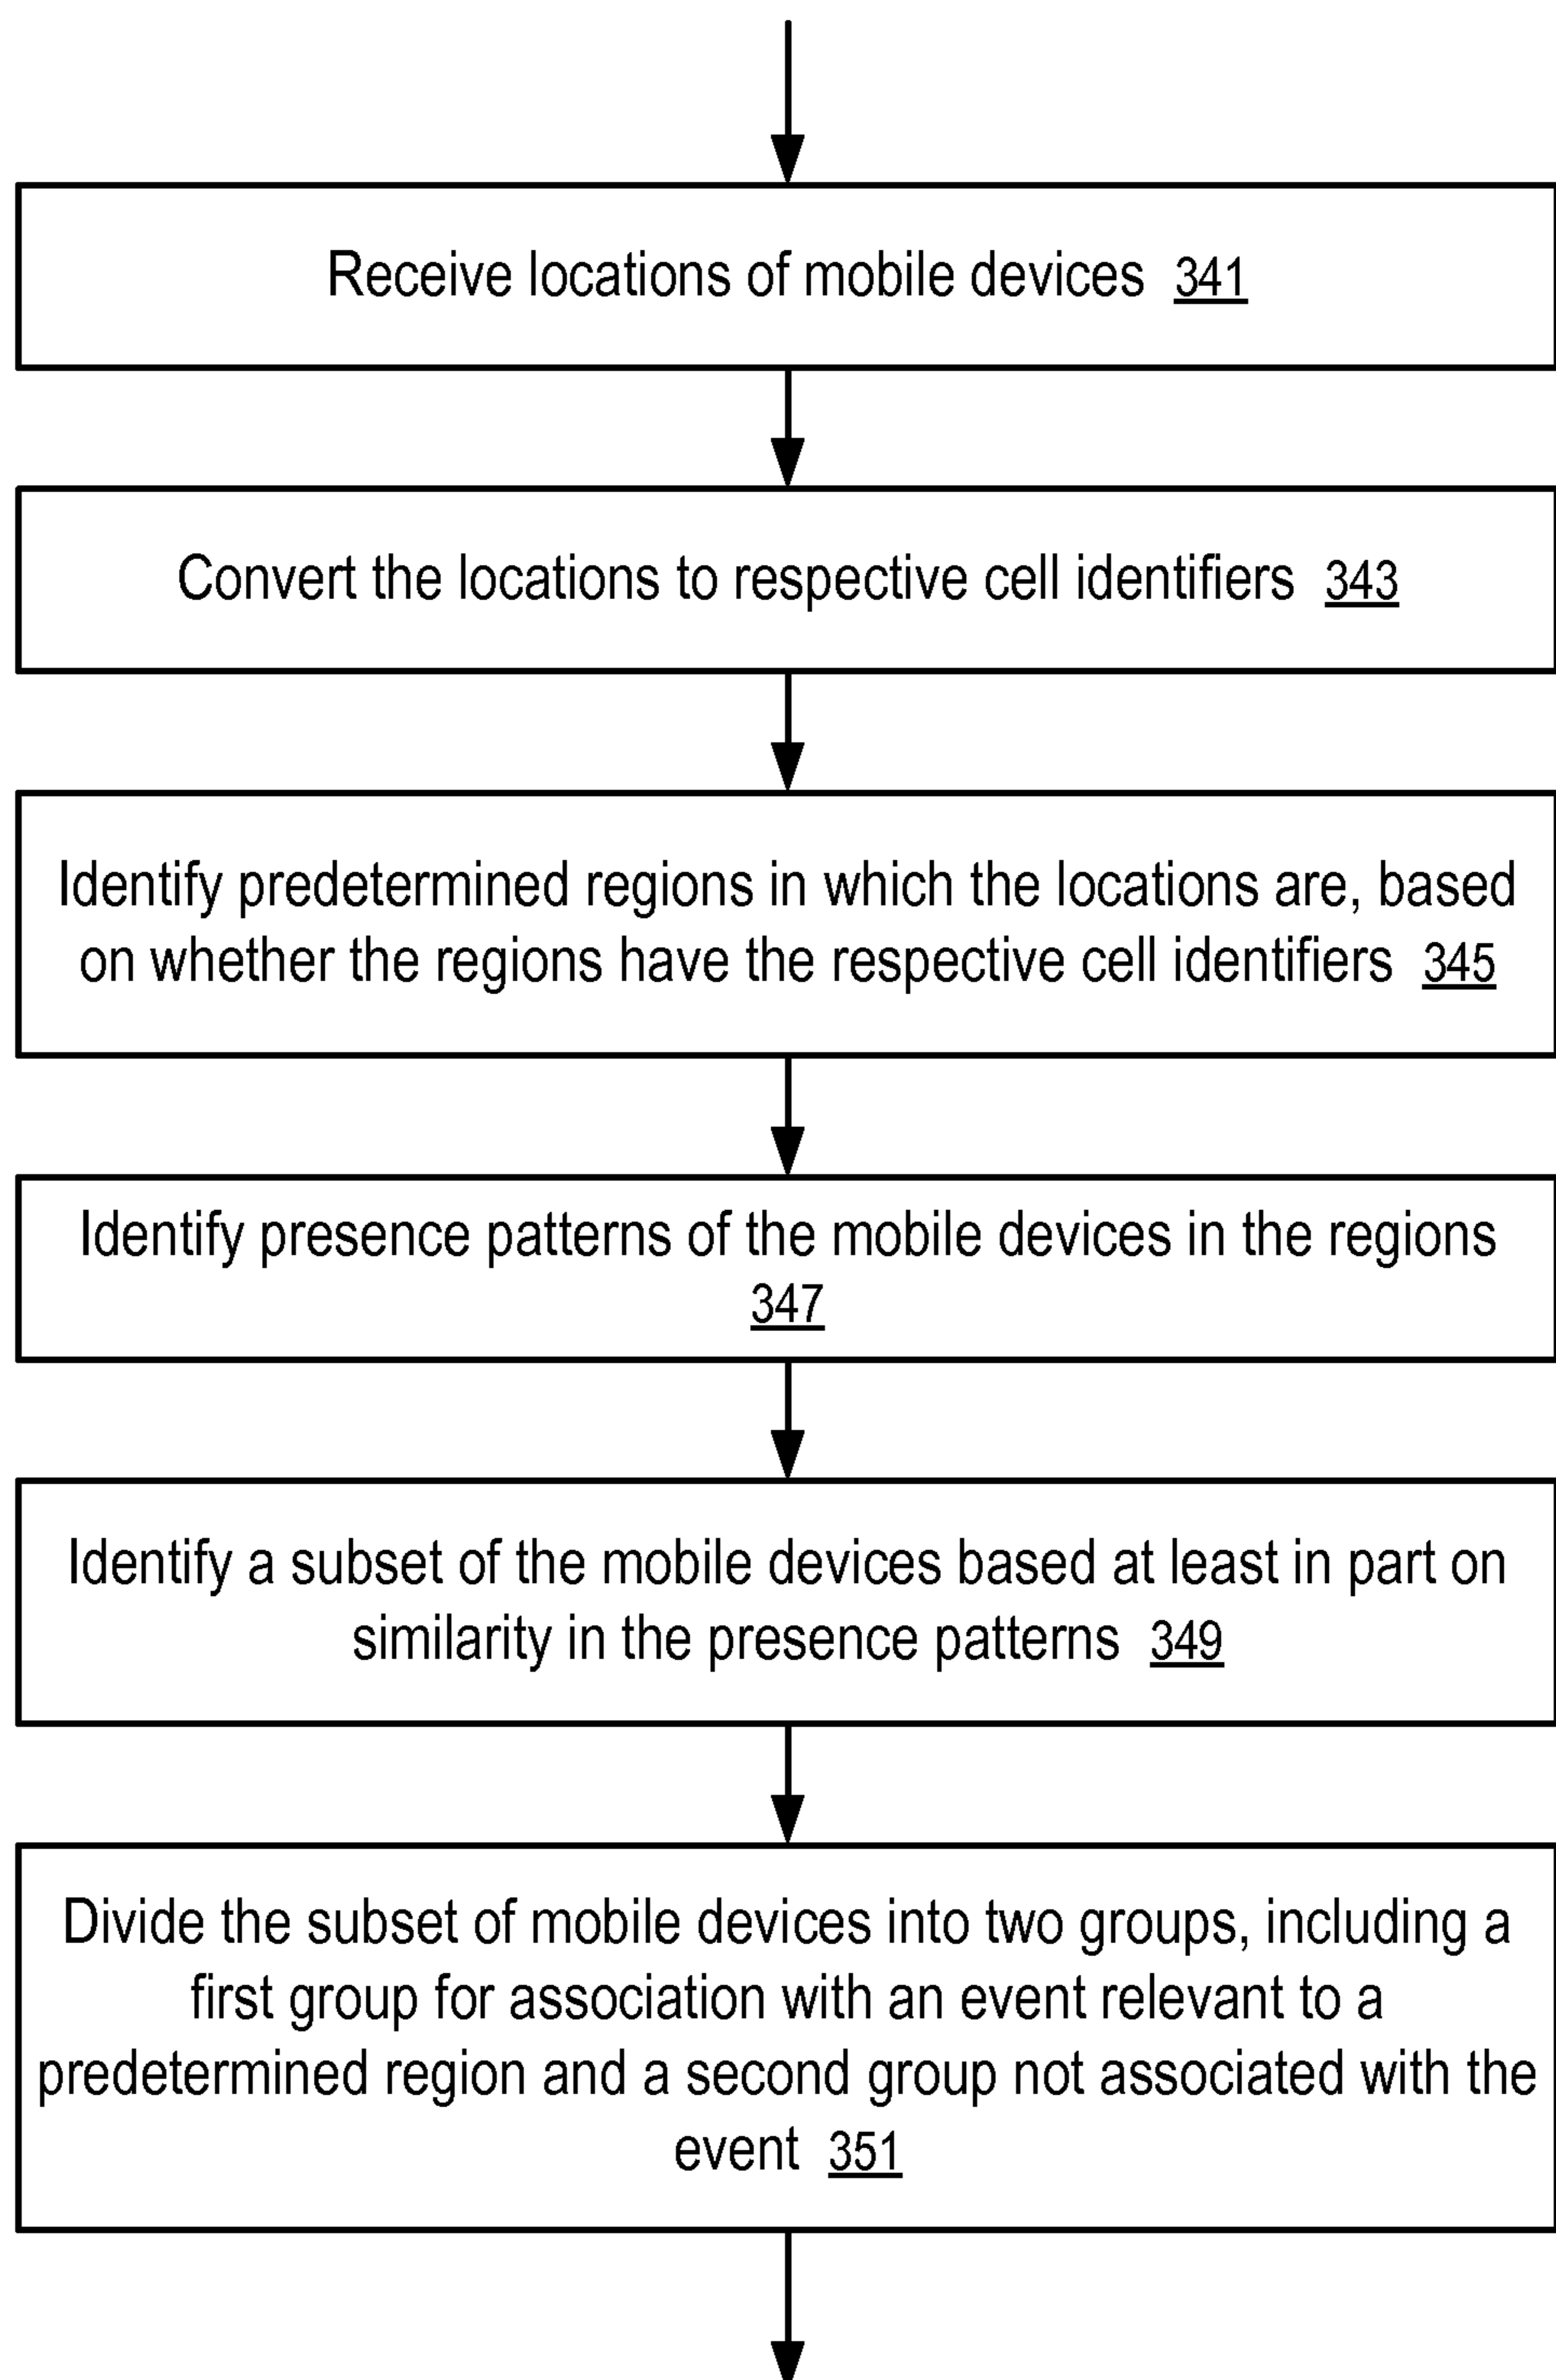 Receive locations of mobile devices 341
Convert the locations to respective cell identifiers 343
Identify predetermined regions in which the locations are, based
on whether the regions have the respective cell identifiers 345
Identify presence patterns of the mobile devices in the regions
347
Identify a subset of the mobile devices based at least in part on
similarity in the presence patterns 349
Divide the subset of mobile devices into two groups, including a
first group for association with an event relevant to a
predetermined region and a second group not associated with the
event 351